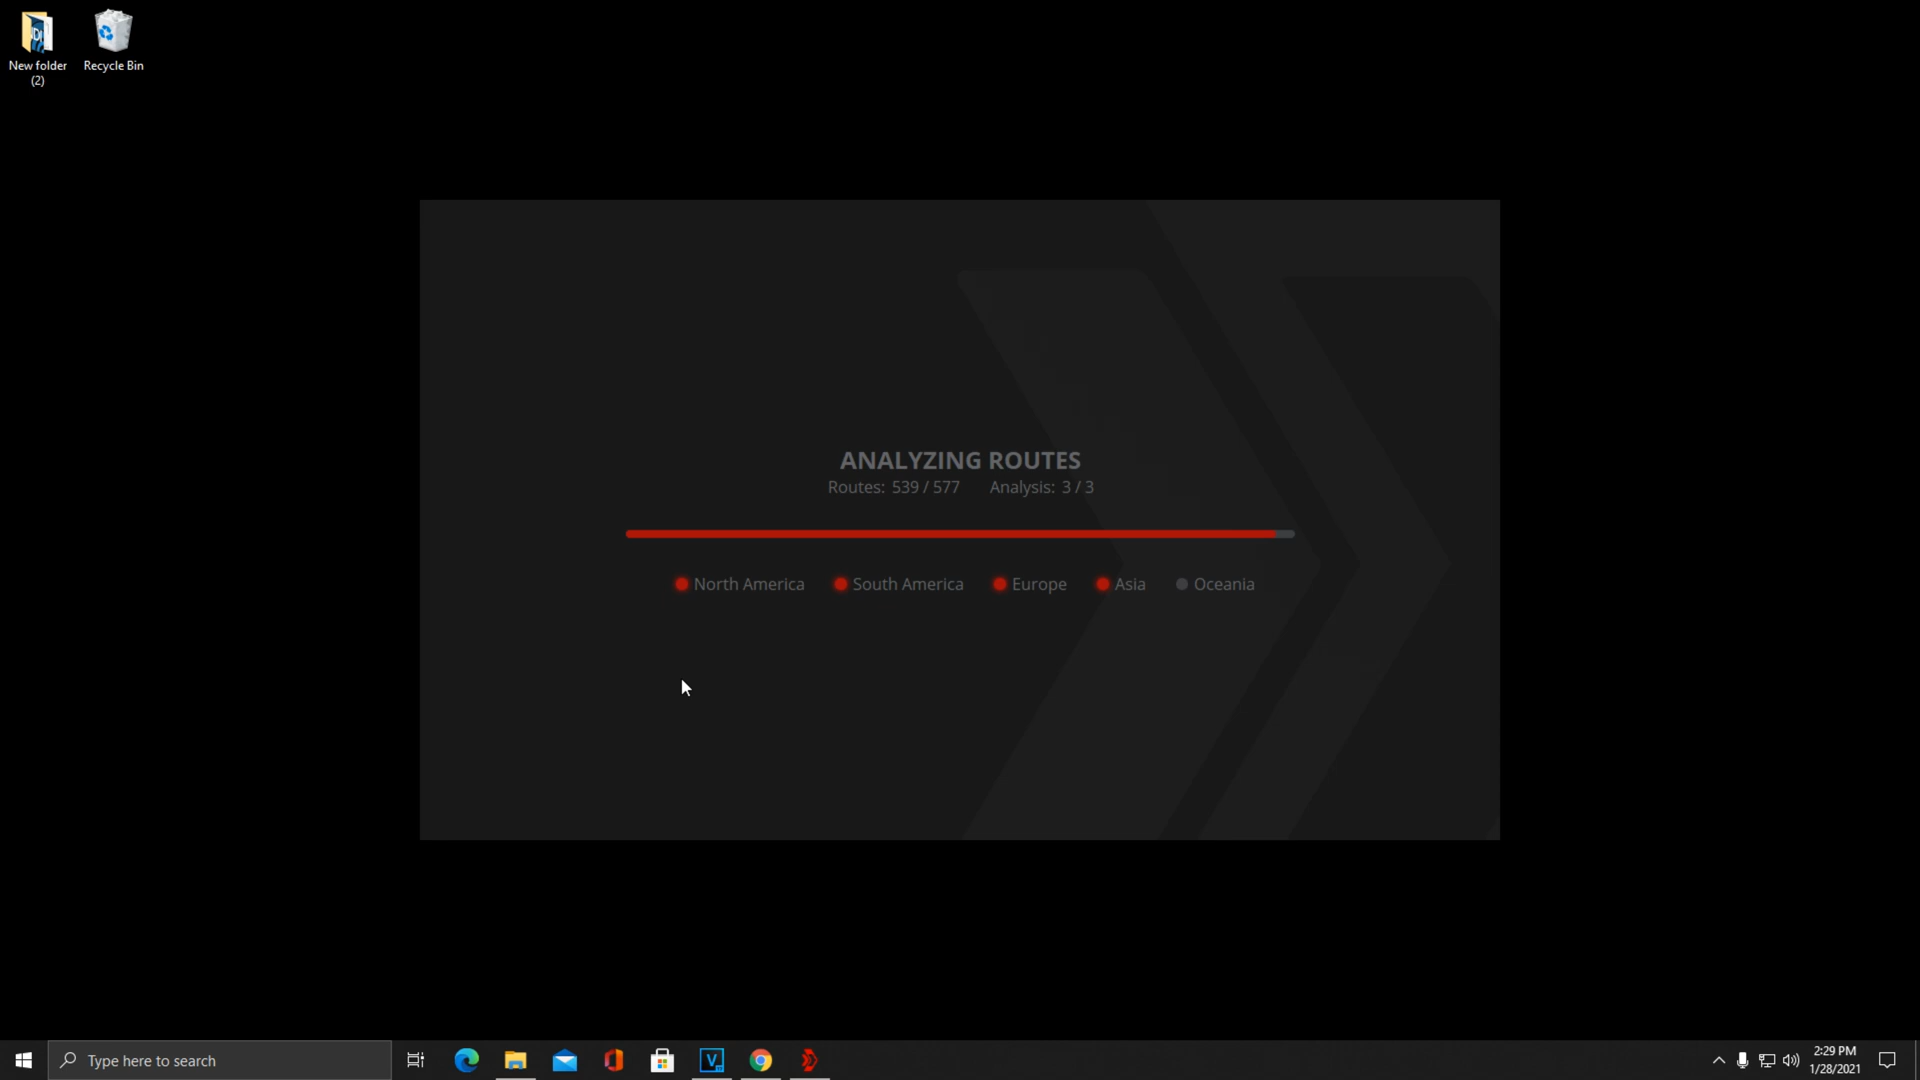 New folder
(2)
Recycle Bin
ANALYZING ROUTES
Routes: 539 / 577 Analysis: 3 / 3
North America South America Europe Asia Oceania
Type here to search
2:29 PM
1/28/2021